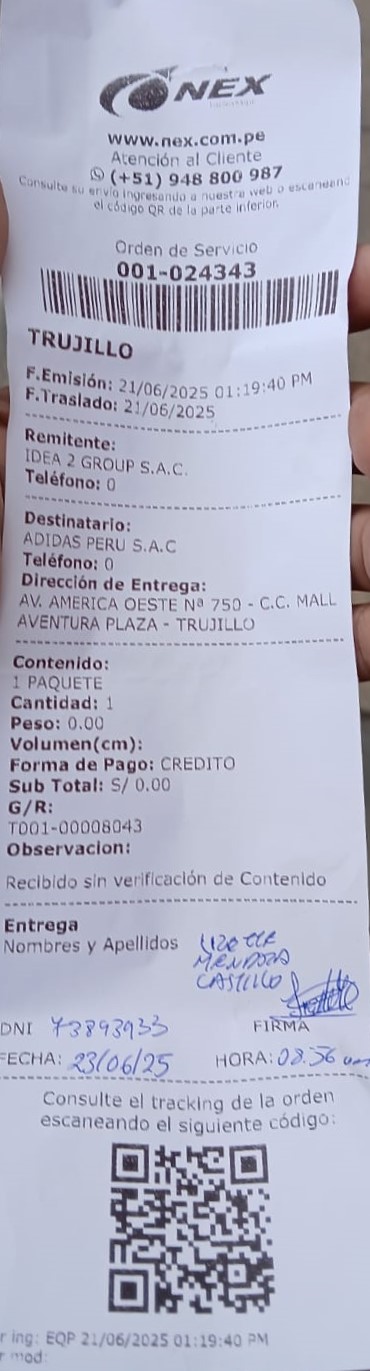 NEX
www.nex.com.pe
Atención al Cliente
(+51) 948 800 987
Consulte su envío ingresando a nuestra web o escaneand
el código QR de la parte inferior.
Orden de Servicio
001-024343
TRUJILLO
F.Emisión: 21/06/2025 01:19:40 PM
F.Traslado: 21/06/2025
Remitente:
IDEA 2 GROUP S.A.C.
Teléfono: 0
Destinatario:
ADIDAS PERU S.A.C
Teléfono: 0
Dirección de Entrega:
AV. AMERICA OESTE Nª 750 - C.C. MALL
AVENTURA PLAZA - TRUJILLO
Contenido:
1 PAQUETE
Cantidad: 1
Peso: 0.00
Volumen(cm):
Forma de Pago: CREDITO
Sub Total: S/ 0.00
G/R:
T001-00008043
Observacion:
Recibido sin verificación de Contenido
Entrega
Nombres y Apellidos
MENDOZA
CASTILLO
DNI 73893933 FIRMA
FECHA: 23/06/25 HORA: 08:56 am
Consulte el tracking de la orden
escaneando el siguiente código:
r ing: EQP 21/06/2025 01:19:40 PM
r mod: